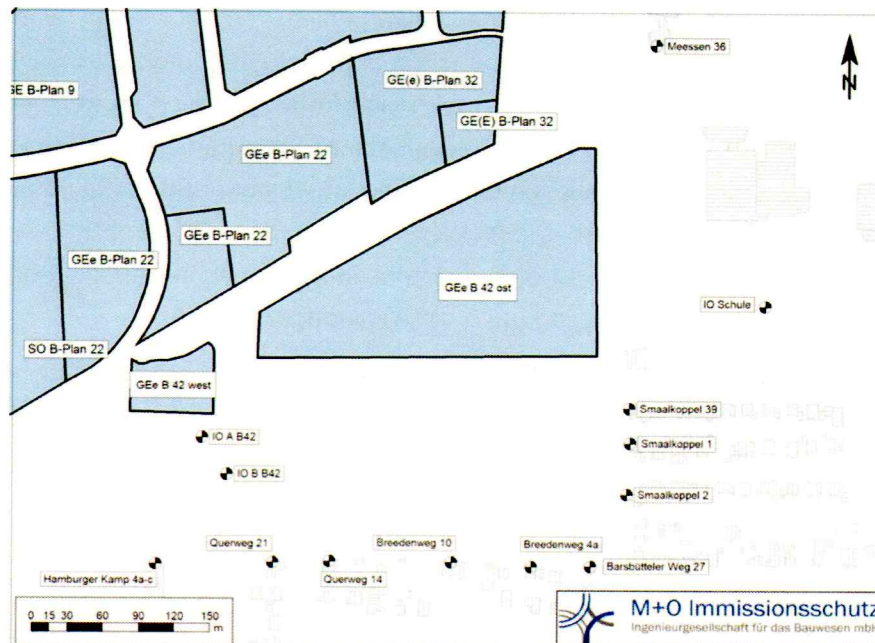 Meessen 36
GE(e) B-Plan 32
GE B-Plan 9
N
GE(E) B-Plan 32
GEe B-Plan 22
GEe B-Plan 22
GEe B-Plan 22
GEe B 42 ost
IO Schule
SO B-Plan 22
GEe B 42 west
Smaalkoppel 39
IO A B42
Smaalkoppel 1
IO B B42
Smaalkoppel 2
Querweg 21
Breedenweg 10
Breedenweg 4a
Hamburger Kamp 4a-c
Querweg 14
Barsbütteler Weg 27
0 15 30 60 90 120 150
m
M+O Immissionsschutz
Ingenieurgesellschaft für das Bauwesen mbH